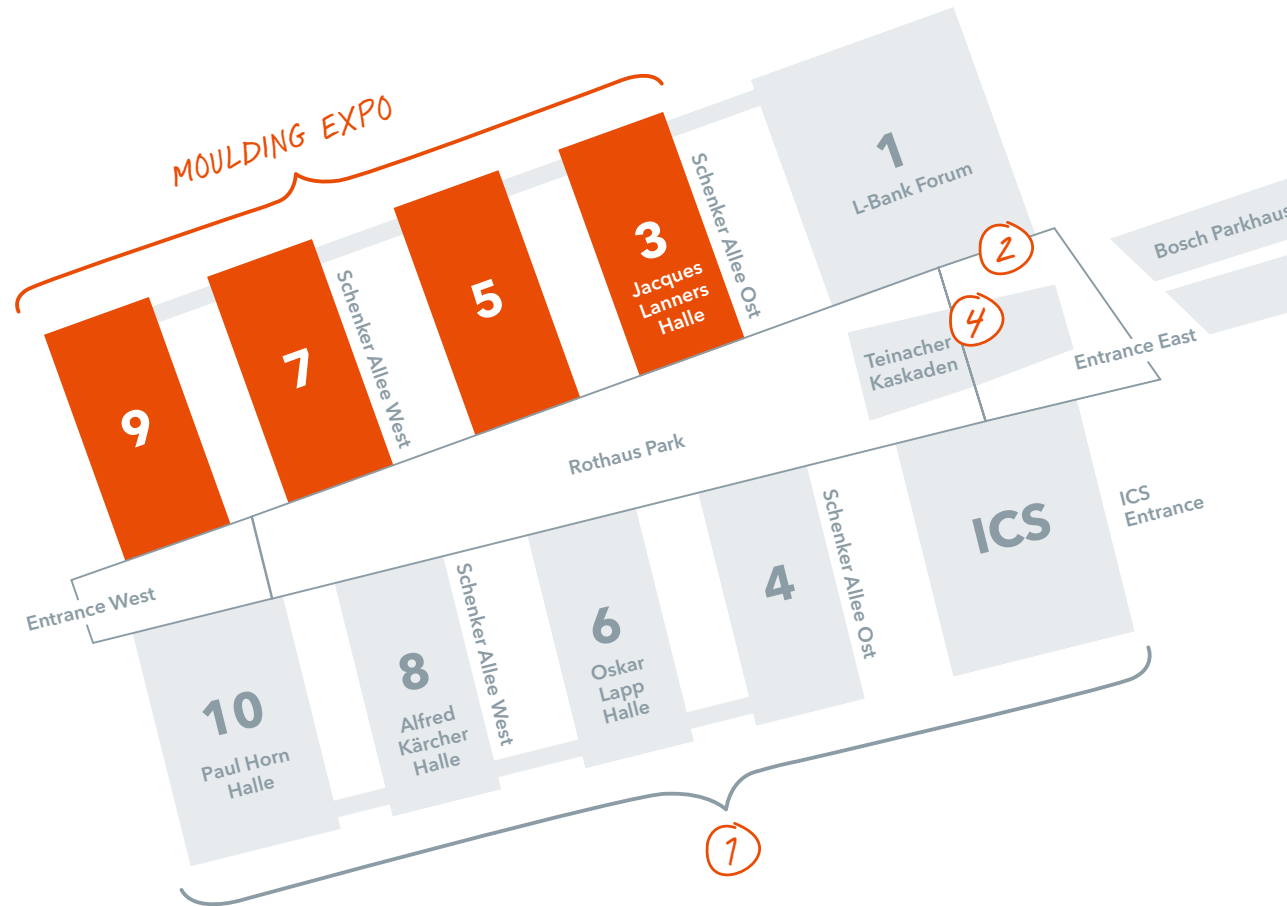 MOULDING EXPO
1
L-Bank Forum
Schenker Allee Ost
3
Jacques
Lanners
Halle
5
Schenker Allee West
7
9
2
Bosch Parkhaus
4
Teinacher
Kaskaden
Entrance East
Rothaus Park
Entrance West
ICS
ICS
Entrance
Schenker Allee Ost
4
6
Oskar
Lapp
Halle
Schenker Allee West
8
Alfred
Kärcher
Halle
10
Paul Horn
Halle
1